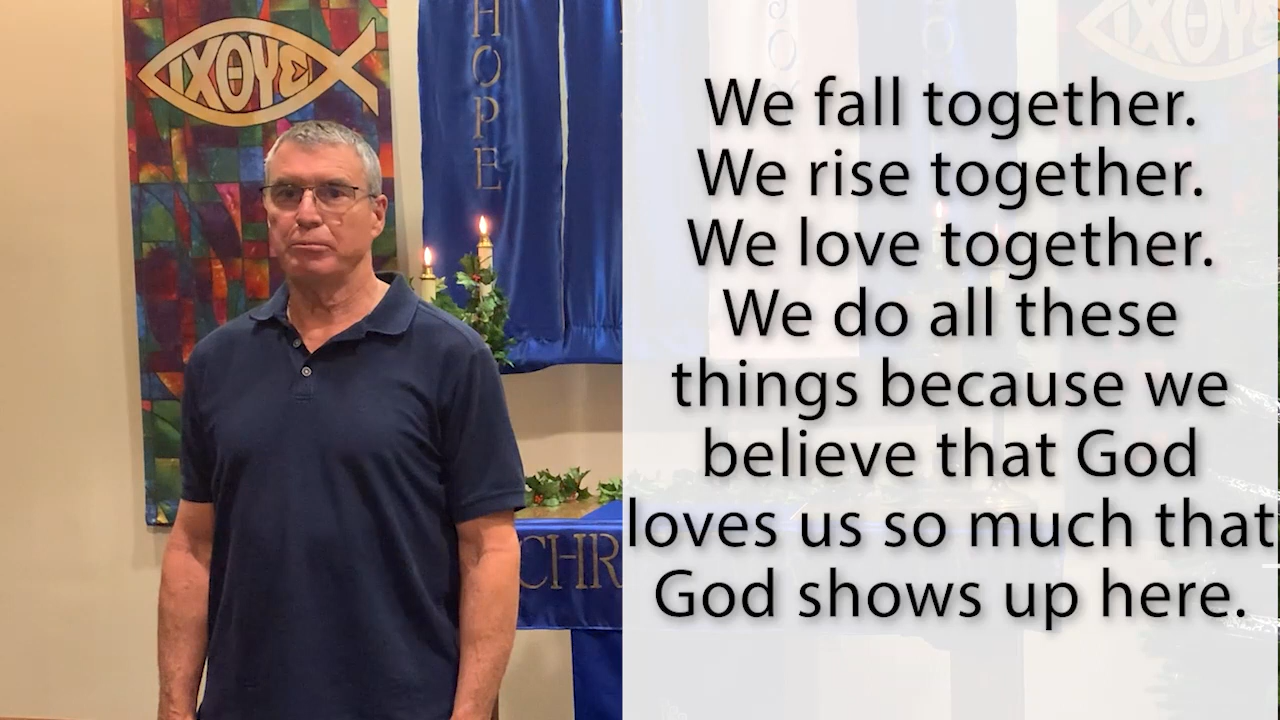 ΙΧΘΥΣ
HOPE
CHR
We fall together.
We rise together.
We love together.
We do all these
things because we
believe that God
loves us so much that
God shows up here.